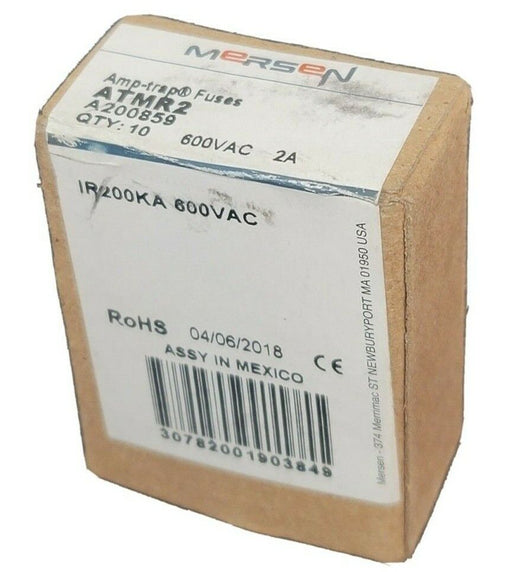 MERSEN
Amp-trap® Fuses
ATMR2
A200859
QTY: 10 600VAC 2A
IR200KA 600VAC
RoHS 04/06/2018 CE
ASSY IN MEXICO
30782001903849
Mersen - 374 Merrimac ST NEWBURYPORT MA 01950 USA